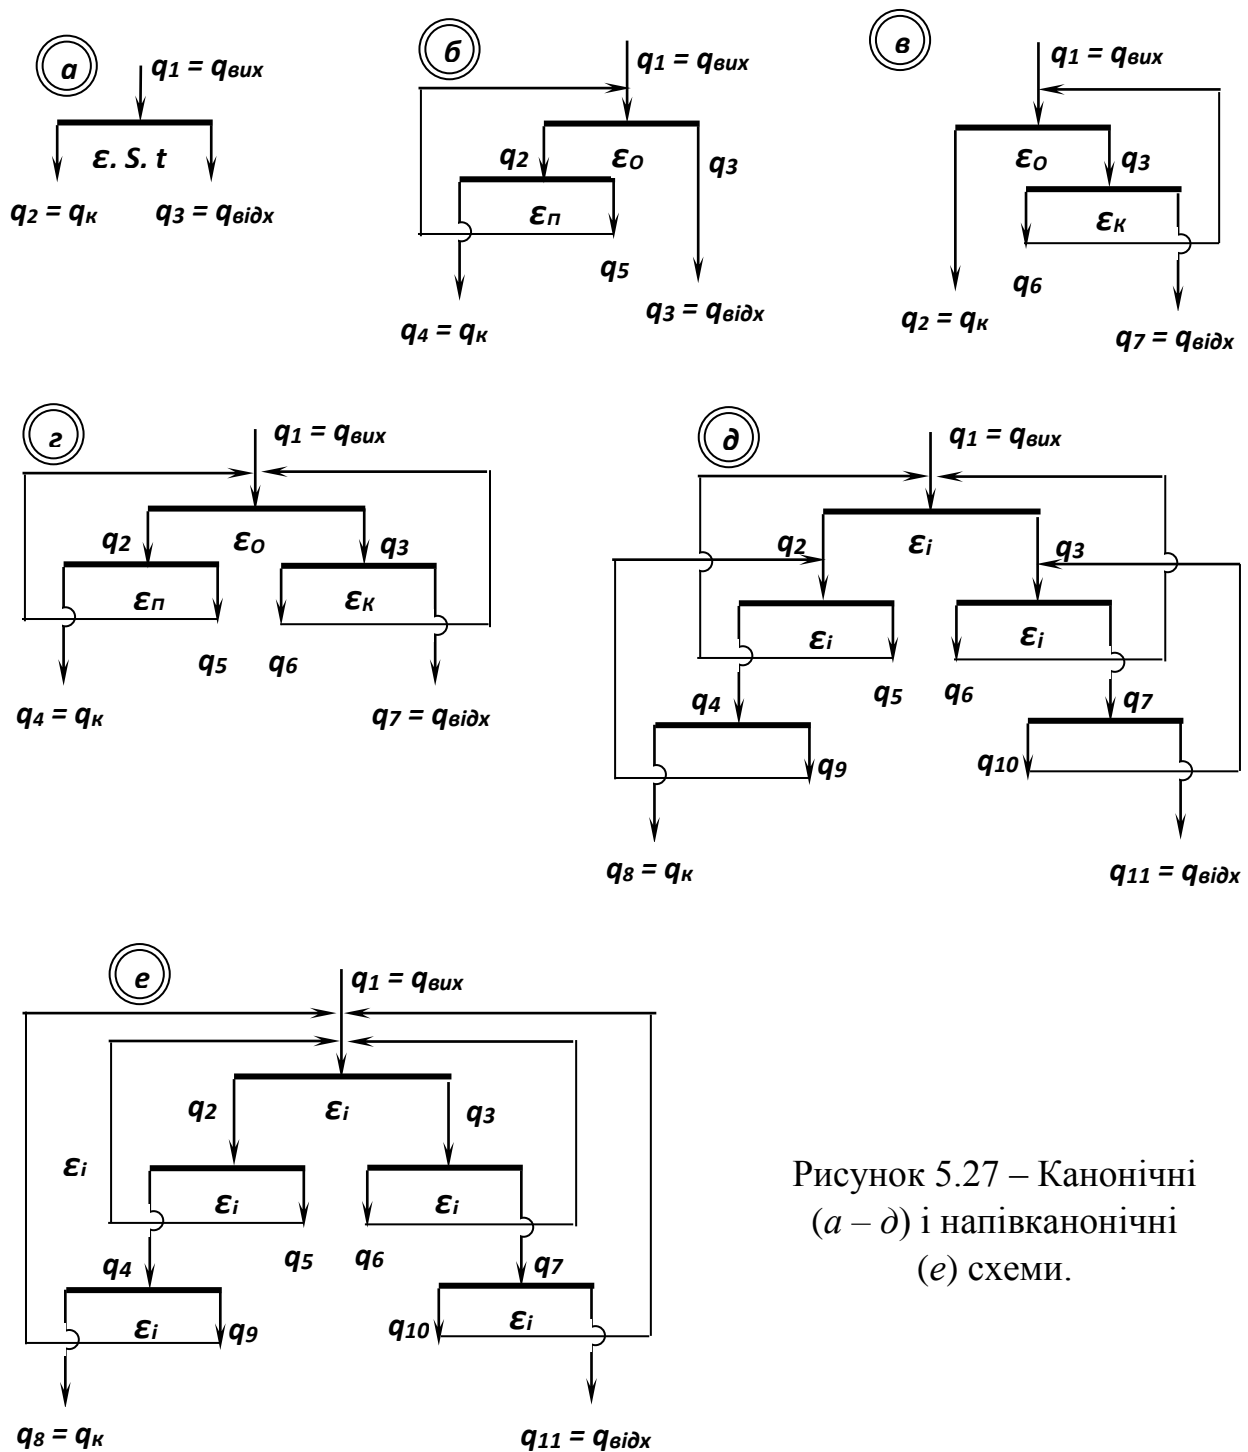 а
q1 = qвих
ε. S. t
q2 = qк
q3 = qвідх
б
q1 = qвих
q2
εО
q3
εП
q5
q3 = qвідх
q4 = qк
в
q1 = qвих
εО
q3
εК
q6
q2 = qк
q7 = qвідх
г
q1 = qвих
q2
εО
q3
εП
εК
q5
q6
q4 = qк
q7 = qвідх
д
q1 = qвих
q2
εi
q3
εi
εi
q4
q5
q6
q7
q9
q10
q8 = qк
q11 = qвідх
е
q1 = qвих
q2
εi
q3
εi
εi
εi
q4
q5
q6
q7
εi
q9
q10
εi
q8 = qк
q11 = qвідх
Рисунок 5.27 – Канонічні
(а – д) і напівканонічні
(е) схеми.